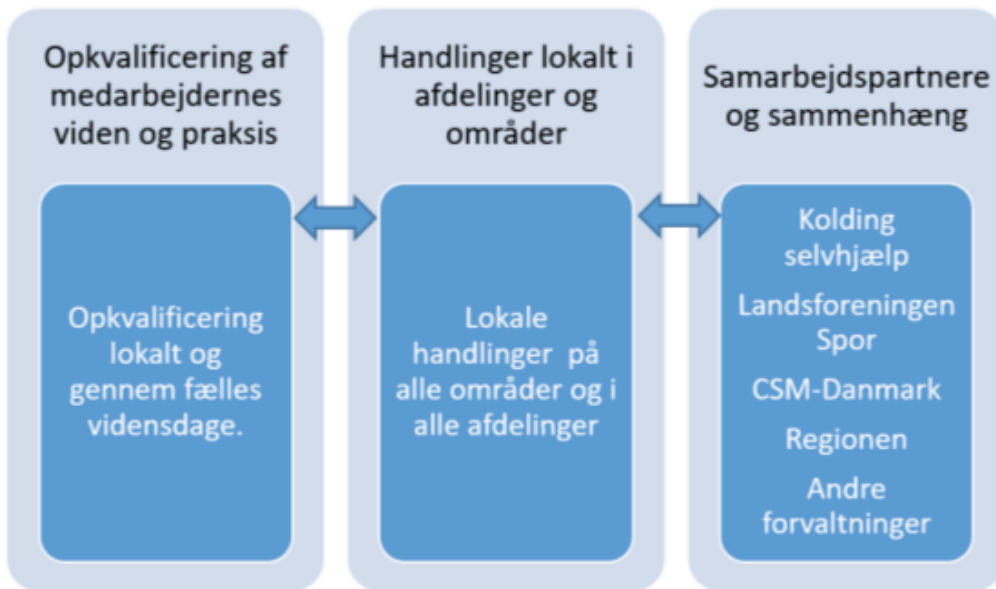 Opkvalificering af
medarbejdernes
viden og praksis
Opkvalificering
lokalt og
gennem fælles
vidensdage.
Handlinger lokalt i
afdelinger og
områder
Lokale
handlinger på
alle områder og i
alle afdelinger
Samarbejdspartnere
og sammenhæng
Kolding
selvhjælp
Landsforeningen
Spor
CSM-Danmark
Regionen
Andre
forvaltninger